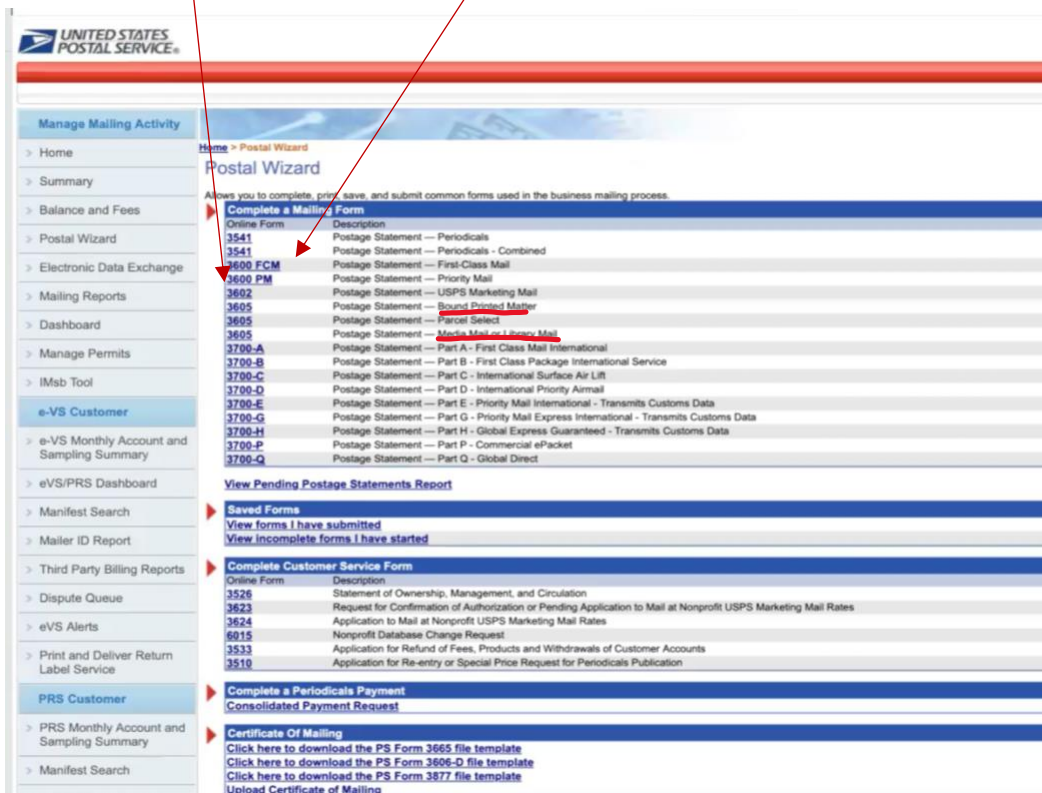 UNITED STATES
POSTAL SERVICE®
Manage Mailing Activity
Home
Summary
Balance and Fees
Postal Wizard
Electronic Data Exchange
Mailing Reports
Dashboard
Manage Permits
IMsb Tool
e-VS Customer
e-VS Monthly Account and
Sampling Summary
eVS/PRS Dashboard
Manifest Search
Mailer ID Report
Third Party Billing Reports
Dispute Queue
eVS Alerts
Print and Deliver Return
Label Service
PRS Customer
PRS Monthly Account and
Sampling Summary
Manifest Search
Home > Postal Wizard
Postal Wizard
Allows you to complete, print, save, and submit common forms used in the business mailing process.
Complete a Mailing Form
Online Form Description
3541 Postage Statement — Periodicals
3541 Postage Statement — Periodicals - Combined
3600 FCM Postage Statement — First-Class Mail
3600 PM Postage Statement — Priority Mail
3602 Postage Statement — USPS Marketing Mail
3605 Postage Statement — Bound Printed Matter
3605 Postage Statement — Parcel Select
3605 Postage Statement — Media Mail or Library Mail
3700-A Postage Statement — Part A - First Class Mail International
3700-B Postage Statement — Part B - First Class Package International Service
3700-C Postage Statement — Part C - International Surface Air Lift
3700-D Postage Statement — Part D - International Priority Airmail
3700-E Postage Statement — Part E - Priority Mail International - Transmits Customs Data
3700-G Postage Statement — Part G - Priority Mail Express International - Transmits Customs Data
3700-H Postage Statement — Part H - Global Express Guaranteed - Transmits Customs Data
3700-P Postage Statement — Part P - Commercial ePacket
3700-Q Postage Statement — Part Q - Global Direct
View Pending Postage Statements Report
Saved Forms
View forms I have submitted
View incomplete forms I have started
Complete Customer Service Form
Online Form Description
3526 Statement of Ownership, Management, and Circulation
3623 Request for Confirmation of Authorization or Pending Application to Mail at Nonprofit USPS Marketing Mail Rates
3624 Application to Mail at Nonprofit USPS Marketing Mail Rates
6015 Nonprofit Database Change Request
3533 Application for Refund of Fees, Products and Withdrawals of Customer Accounts
3510 Application for Re-entry or Special Price Request for Periodicals Publication
Complete a Periodicals Payment
Consolidated Payment Request
Certificate Of Mailing
Click here to download the PS Form 3665 file template
Click here to download the PS Form 3606-D file template
Click here to download the PS Form 3877 file template
Upload Certificate of Mailing